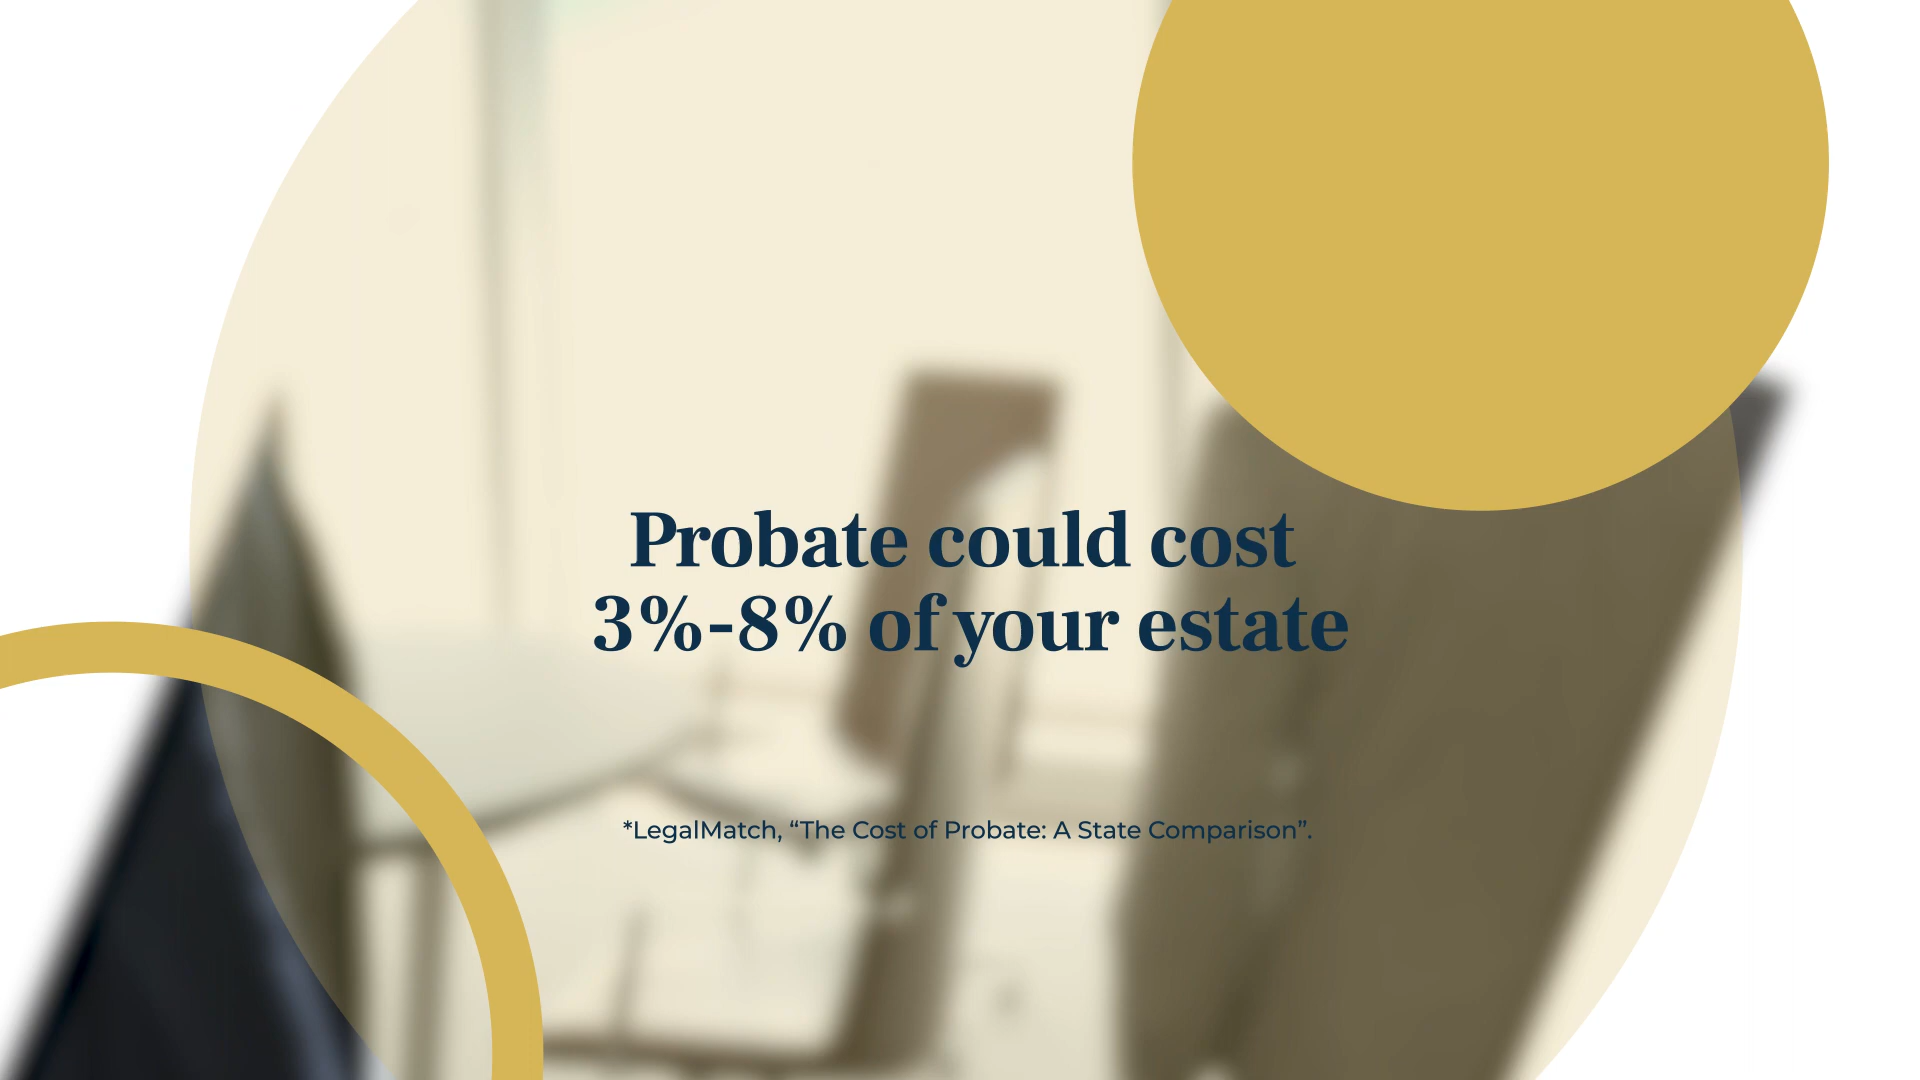 Probate could cost
3%-8% of your estate
*LegalMatch, “The Cost of Probate: A State Comparison”.